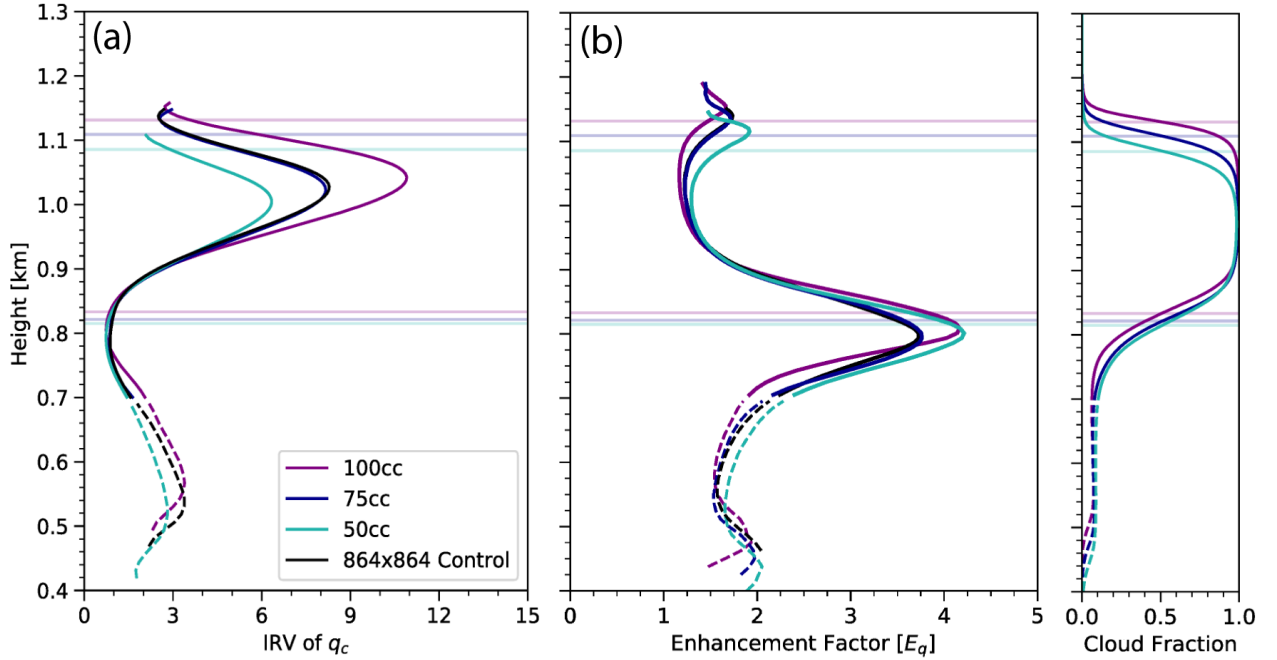 (a)
(b)
1.3
1.2
1.1
1.0
0.9
0.8
0.7
0.6
0.5
0.4
Height [km]
100cc
75cc
50cc
864x864 Control
0 3 6 9 12 15
0 1 2 3 4 5
0.0 0.5 1.0
IRV of q_c
Enhancement Factor [E_q]
Cloud Fraction